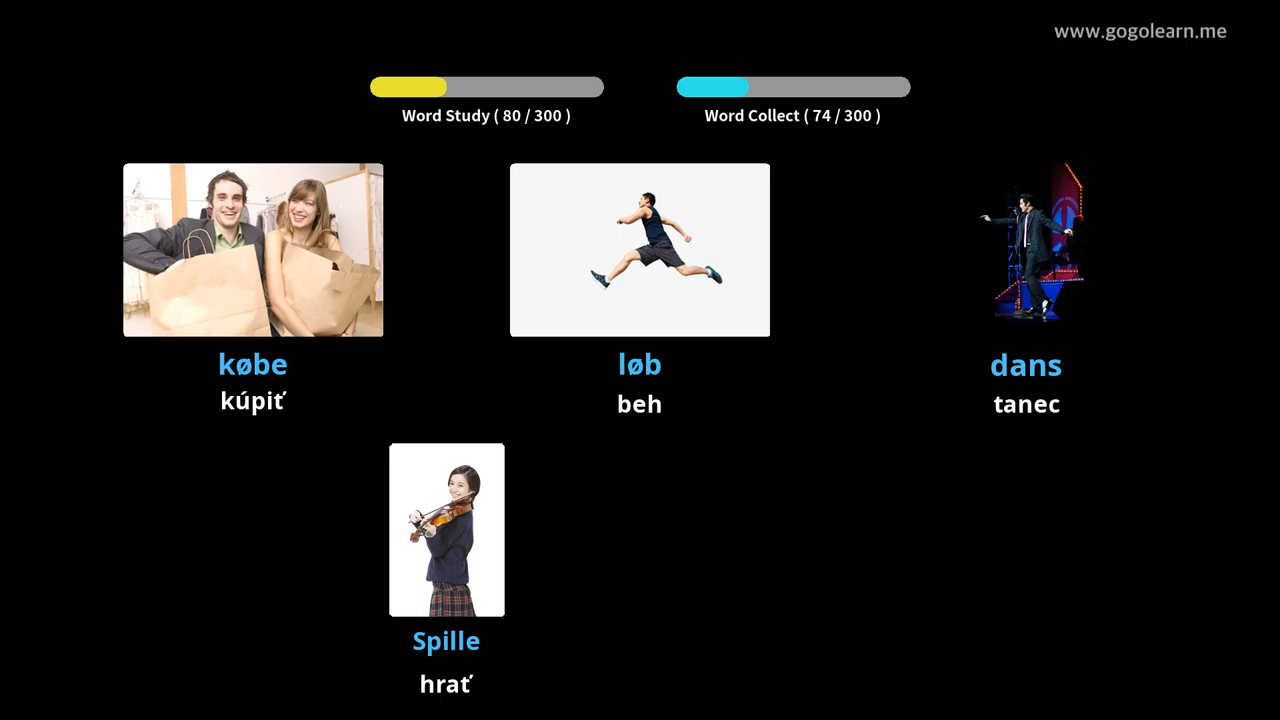 www.gogolearn.me
Word Study ( 80 / 300 )
Word Collect ( 74 / 300 )
købe
løb
dans
kúpiť
beh
tanec
Spille
hrať